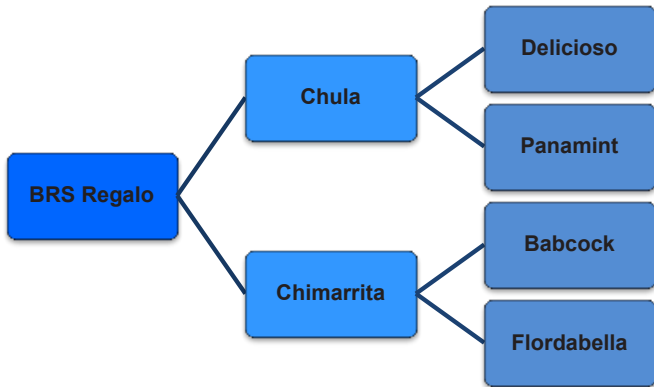 BRS Regalo
Chula
Chimarrita
Delicioso
Panamint
Babcock
Flordabella